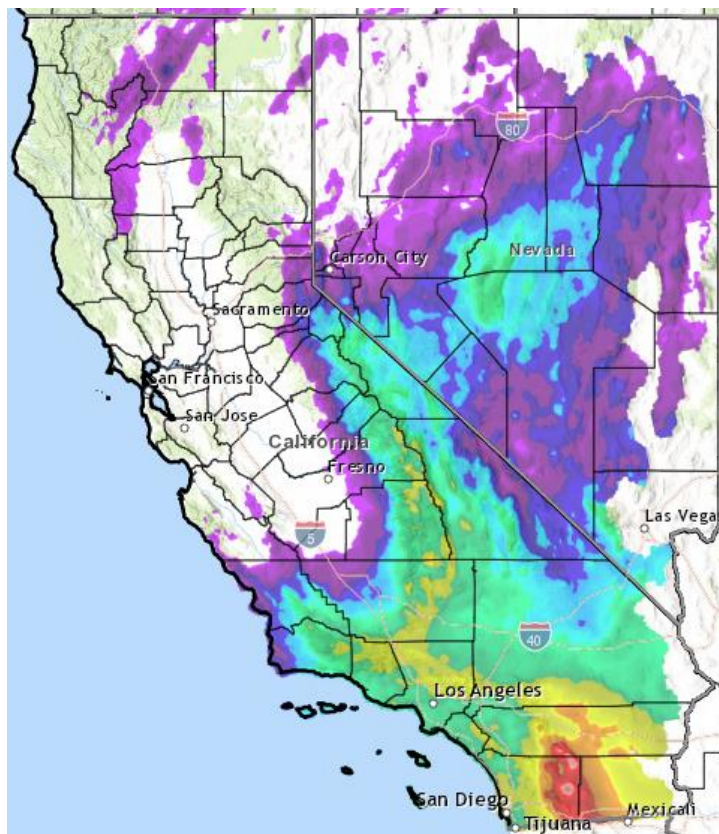 80
Nevada
Carson City
Sacramento
San Francisco
San Jose
California
Fresno
5
Las Vega
40
Los Angeles
San Diego
Mexicali
Tijuana